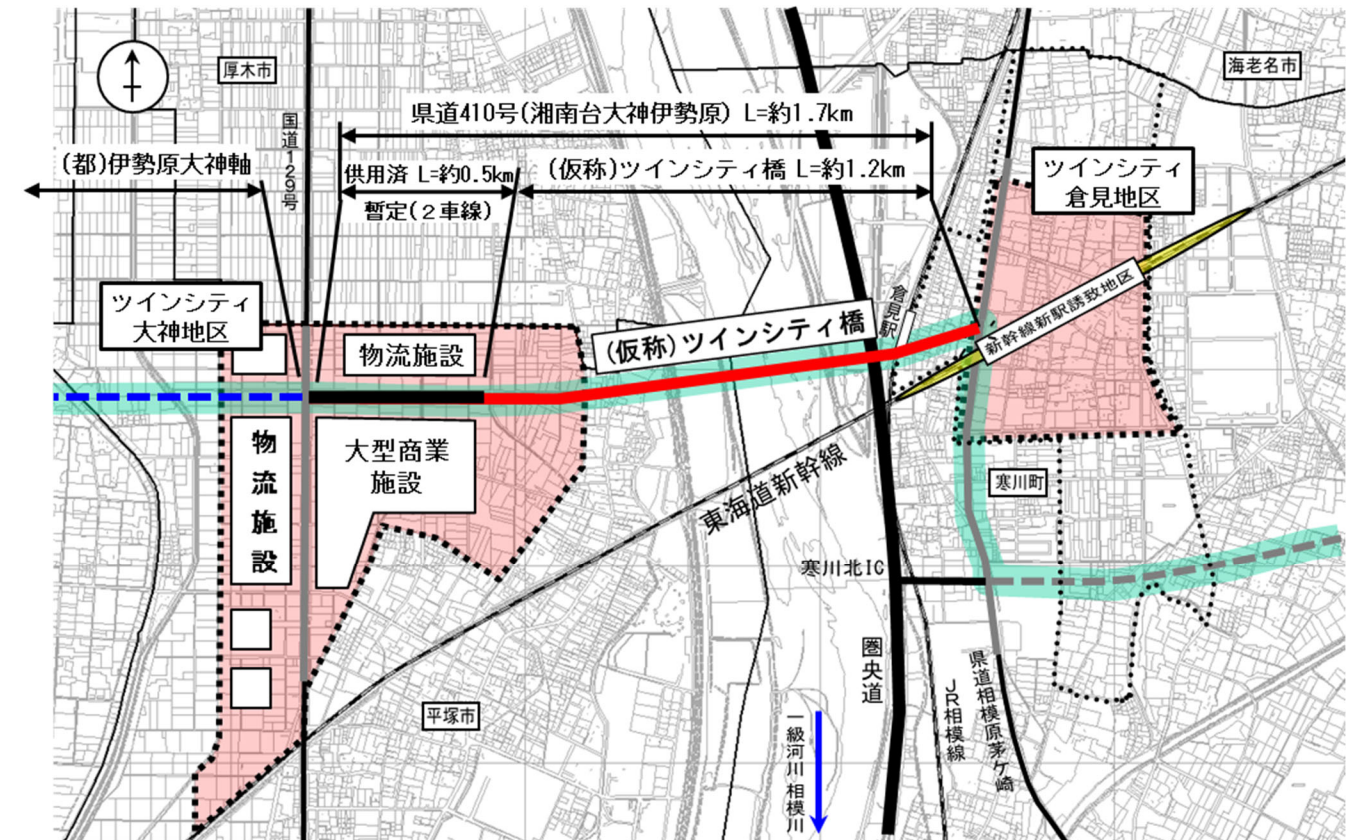 厚木市
海老名市
県道410号(湘南台大神伊勢原) L=約1.7km
国道129号
(都)伊勢原大神軸
供用済 L=約0.5km
(仮称)ツインシティ橋 L=約1.2km
暫定(2車線)
ツインシティ
倉見地区
ツインシティ
大神地区
物流施設
(仮称)ツインシティ橋
倉見駅
新幹線新駅誘致地区
物流施設
大型商業
施設
東海道新幹線
寒川町
寒川北IC
圏央道
JR相模線
県道相模原茅ケ崎
平塚市
一級河川 相模川